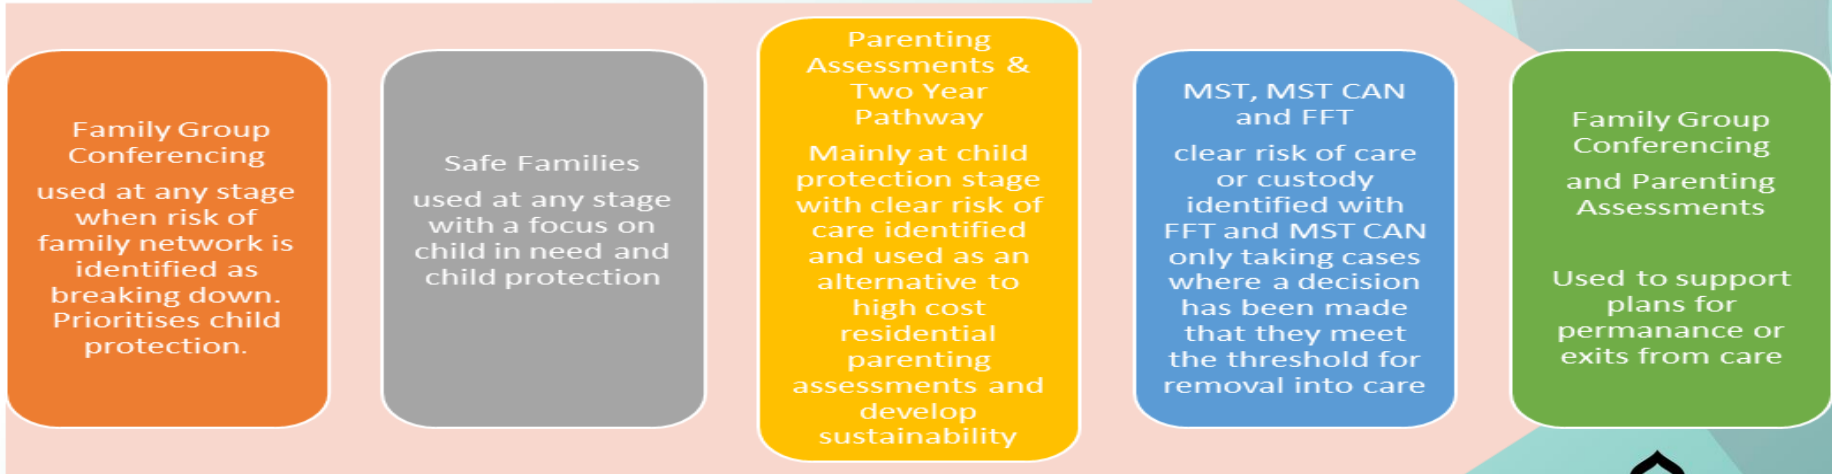 Family Group
Conferencing
used at any stage
when risk of
family network is
identified as
breaking down.
Prioritises child
protection.
Safe Families
used at any stage
with a focus on
child in need and
child protection
Parenting
Assessments &
Two Year
Pathway
Mainly at child
protection stage
with clear risk of
care identified
and used as an
alternative to
high cost
residential
parenting
assessments and
develop
sustainability
MST, MST CAN
and FFT
clear risk of care
or custody
identified with
FFT and MST CAN
only taking cases
where a decision
has been made
that they meet
the threshold for
removal into care
Family Group
Conferencing
and Parenting
Assessments
Used to support
plans for
permanance or
exits from care